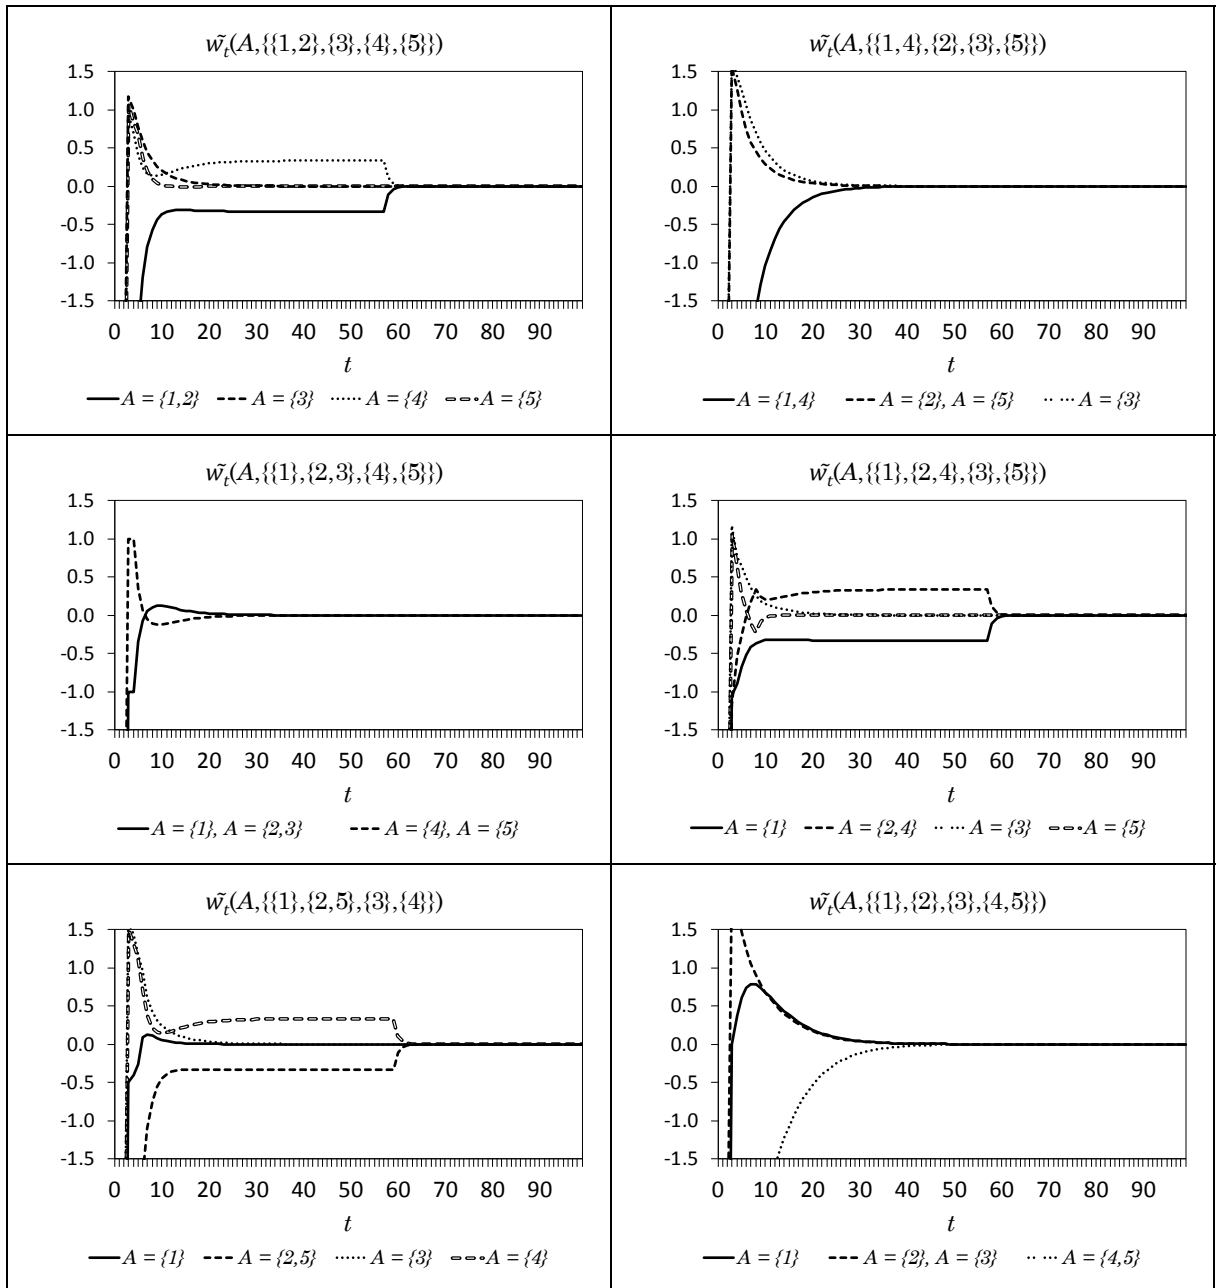 w̃ₜ(A,{{1,2},{3},{4},{5}})
1.5
1.0
0.5
0.0
-0.5
-1.0
-1.5
0 10 20 30 40 50 60 70 80 90
t
A = {1,2} A = {3} A = {4} A = {5}
w̃ₜ(A,{{1,4},{2},{3},{5}})
1.5
1.0
0.5
0.0
-0.5
-1.0
-1.5
0 10 20 30 40 50 60 70 80 90
t
A = {1,4} A = {2}, A = {5} A = {3}
w̃ₜ(A,{{1},{2,3},{4},{5}})
1.5
1.0
0.5
0.0
-0.5
-1.0
-1.5
0 10 20 30 40 50 60 70 80 90
t
A = {1}, A = {2,3} A = {4}, A = {5}
w̃ₜ(A,{{1},{2,4},{3},{5}})
1.5
1.0
0.5
0.0
-0.5
-1.0
-1.5
0 10 20 30 40 50 60 70 80 90
t
A = {1} A = {2,4} A = {3} A = {5}
w̃ₜ(A,{{1},{2,5},{3},{4}})
1.5
1.0
0.5
0.0
-0.5
-1.0
-1.5
0 10 20 30 40 50 60 70 80 90
t
A = {1} A = {2,5} A = {3} A = {4}
w̃ₜ(A,{{1},{2},{3},{4,5}})
1.5
1.0
0.5
0.0
-0.5
-1.0
-1.5
0 10 20 30 40 50 60 70 80 90
t
A = {1} A = {2}, A = {3} A = {4,5}